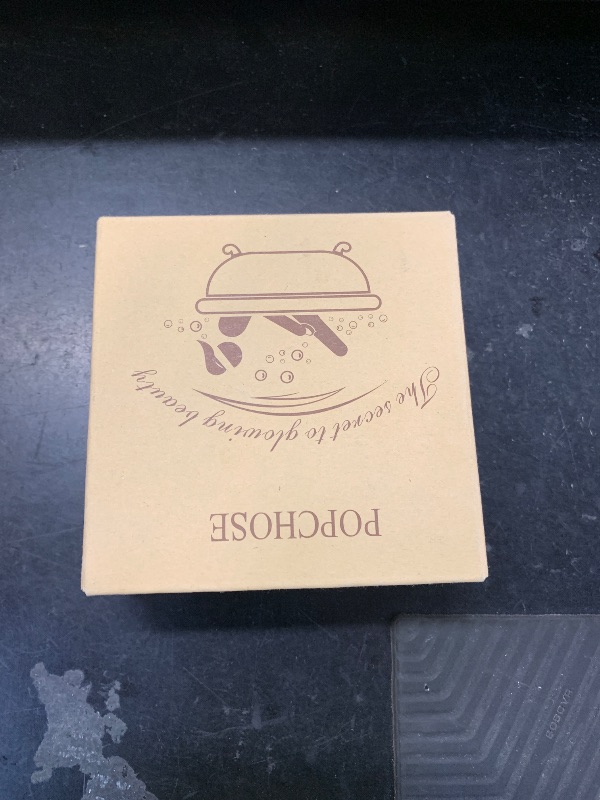 POPCHOSE
The secret to glowing beauty